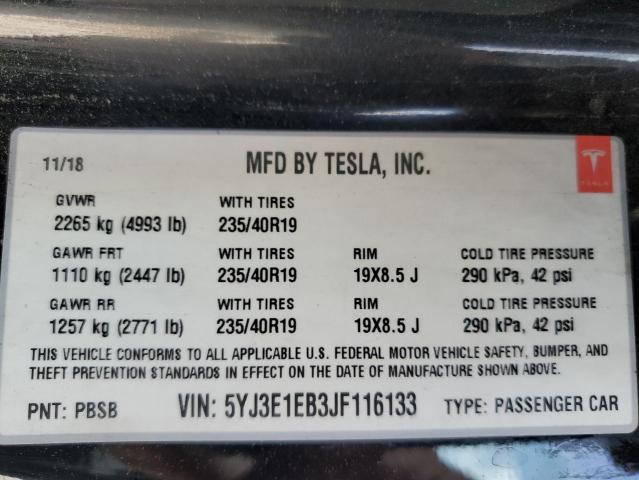 11/18 MFD BY TESLA, INC.
TESLA
GVWR WITH TIRES
2265 kg (4993 lb) 235/40R19
GAWR FRT WITH TIRES RIM COLD TIRE PRESSURE
1110 kg (2447 lb) 235/40R19 19X8.5 J 290 kPa, 42 psi
GAWR RR WITH TIRES RIM COLD TIRE PRESSURE
1257 kg (2771 lb) 235/40R19 19X8.5 J 290 kPa, 42 psi
THIS VEHICLE CONFORMS TO ALL APPLICABLE U.S. FEDERAL MOTOR VEHICLE SAFETY, BUMPER, AND
THEFT PREVENTION STANDARDS IN EFFECT ON THE DATE OF MANUFACTURE SHOWN ABOVE.
PNT: PBSB VIN: 5YJ3E1EB3JF116133 TYPE: PASSENGER CAR